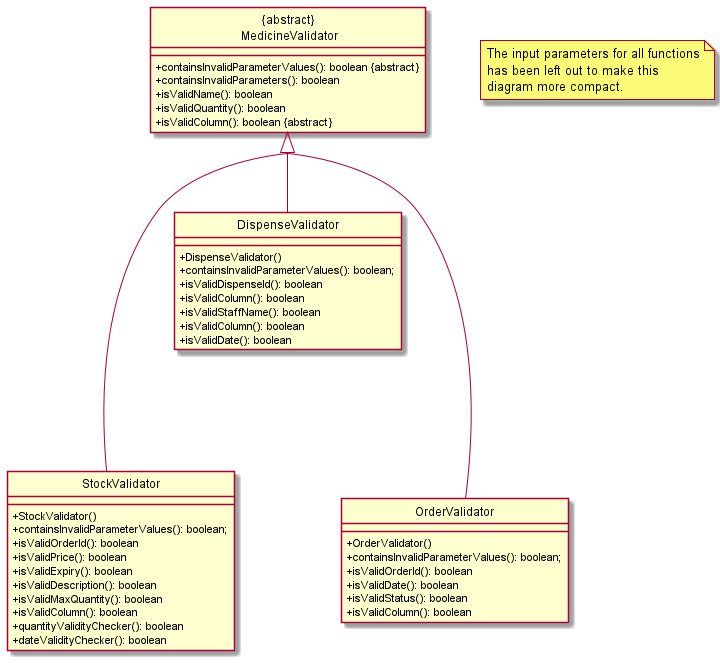 {abstract}
MedicineValidator
+containsInvalidParameterValues(): boolean {abstract}
+containsInvalidParameters(): boolean
+isValidName(): boolean
+isValidQuantity(): boolean
+isValidColumn(): boolean {abstract}
The input parameters for all functions
has been left out to make this
diagram more compact.
DispenseValidator
+DispenseValidator()
+containsInvalidParameterValues(): boolean;
+isValidDispenseId(): boolean
+isValidColumn(): boolean
+isValidStaffName(): boolean
+isValidColumn(): boolean
+isValidDate(): boolean
StockValidator
+StockValidator()
+containsInvalidParameterValues(): boolean;
+isValidOrderId(): boolean
+isValidPrice(): boolean
+isValidExpiry(): boolean
+isValidDescription(): boolean
+isValidMaxQuantity(): boolean
+isValidColumn(): boolean
+quantityValidityChecker(): boolean
+dateValidityChecker(): boolean
OrderValidator
+OrderValidator()
+containsInvalidParameterValues(): boolean;
+isValidOrderId(): boolean
+isValidDate(): boolean
+isValidStatus(): boolean
+isValidColumn(): boolean